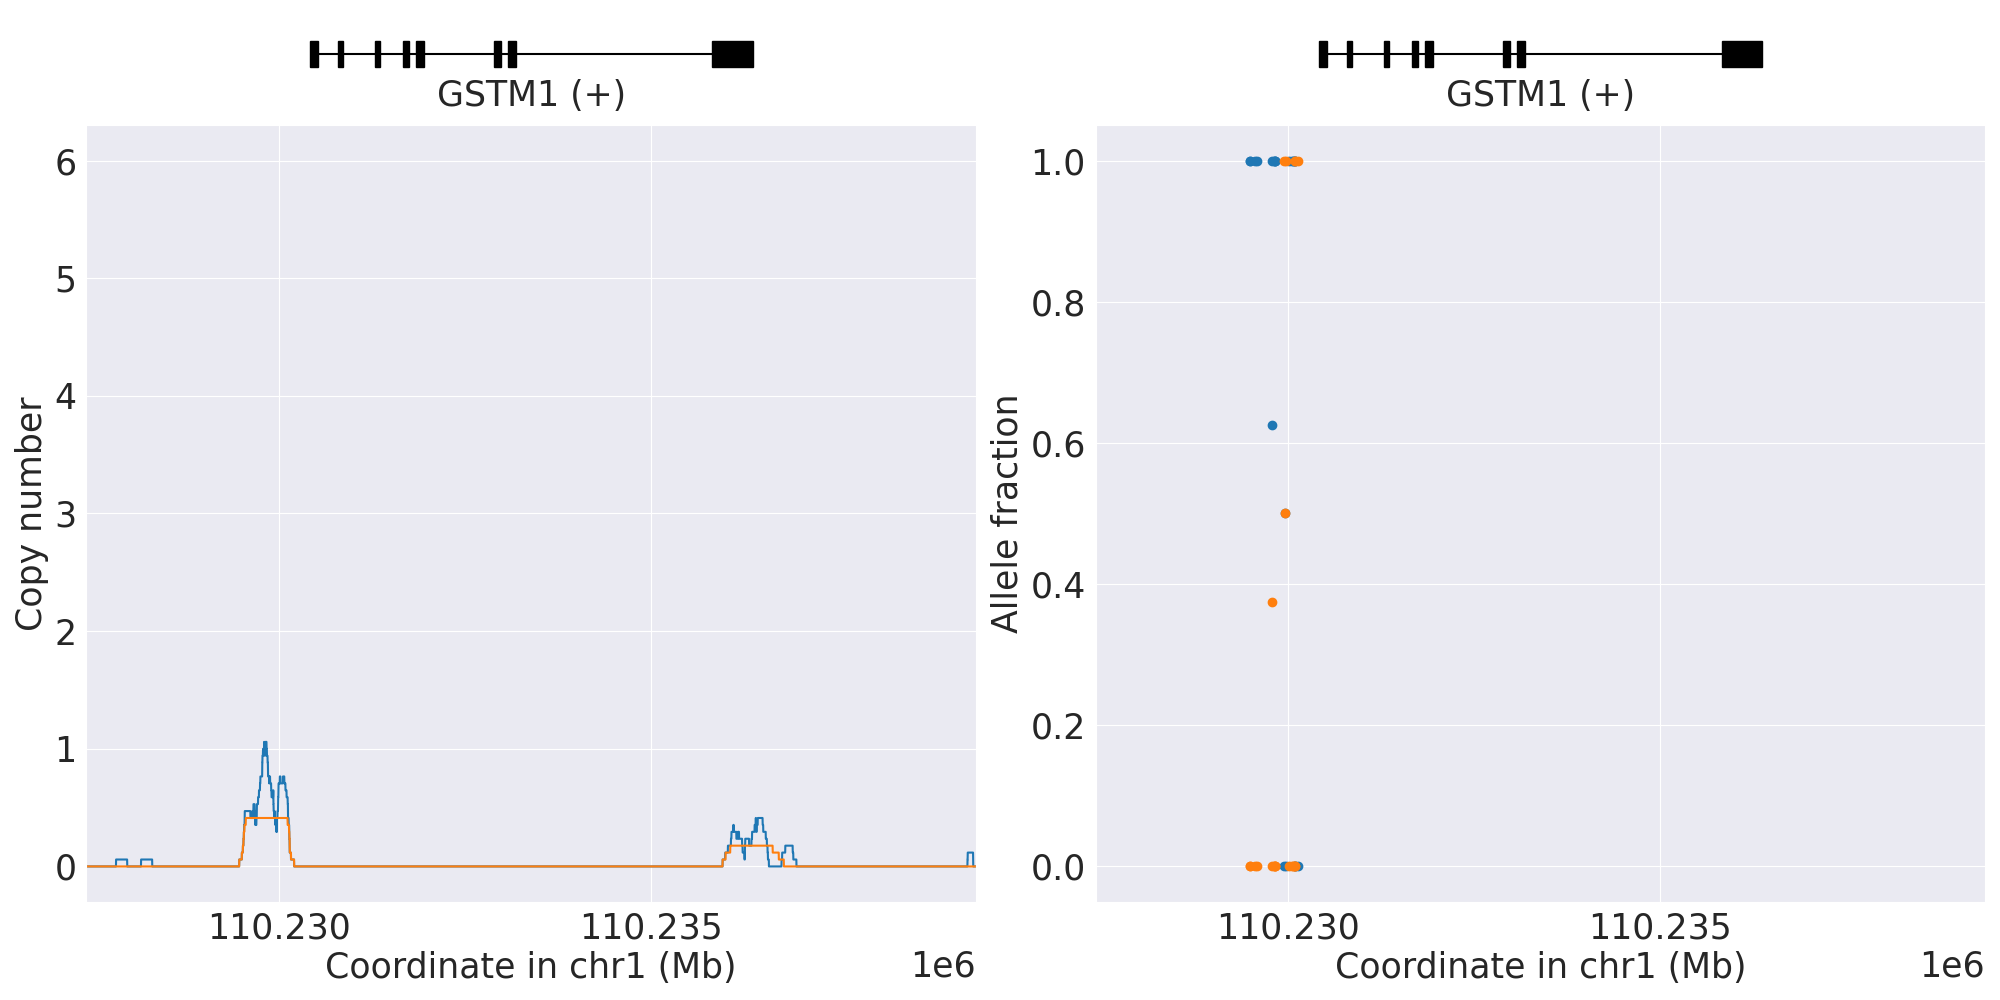 GSTM1 (+)
6
5
4
3
2
1
0
Copy number
110.230
110.235
Coordinate in chr1 (Mb)
1e6
GSTM1 (+)
1.0
0.8
0.6
0.4
0.2
0.0
Allele fraction
110.230
110.235
Coordinate in chr1 (Mb)
1e6